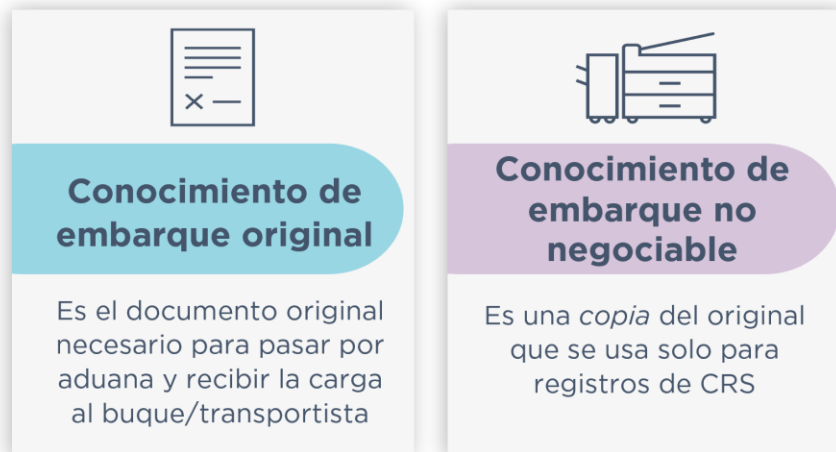 Conocimiento de
embarque original
Es el documento original
necesario para pasar por
aduana y recibir la carga
al buque/transportista
Conocimiento de
embarque no
negociable
Es una copia del original
que se usa solo para
registros de CRS